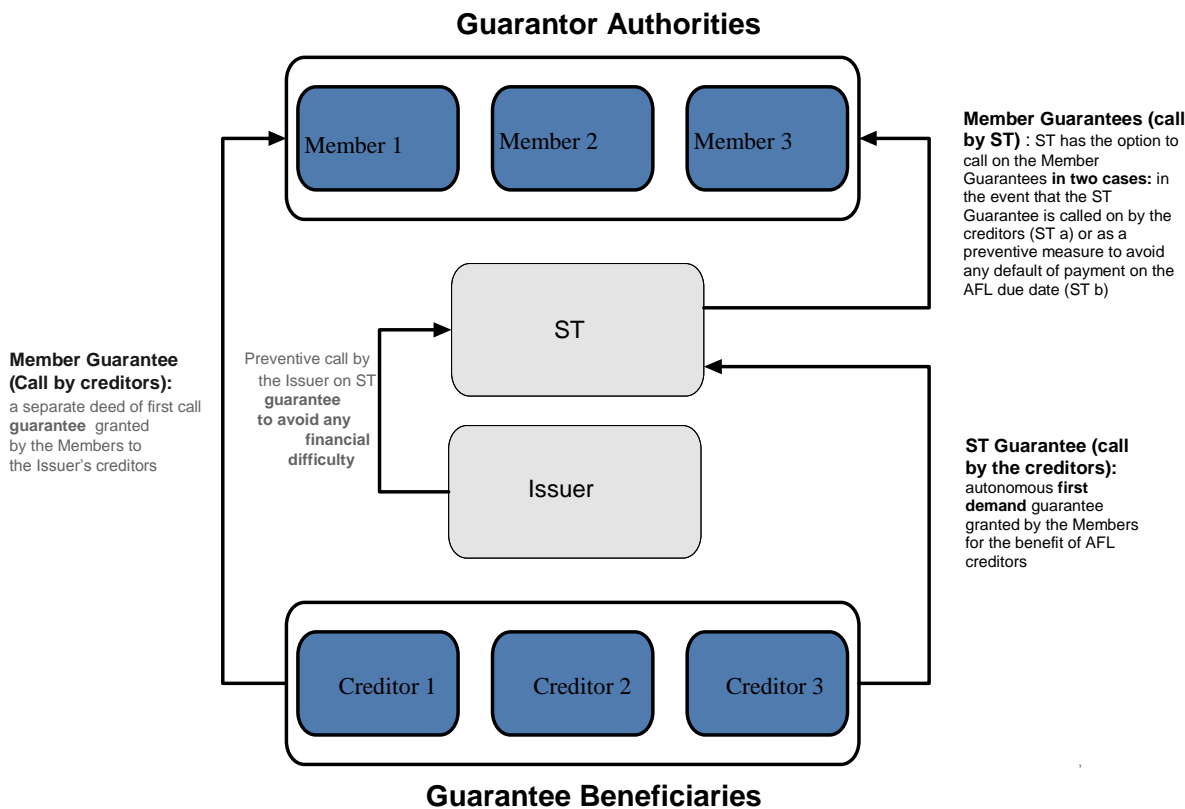 Guarantor Authorities
Member 1
Member 2
Member 3
Member Guarantees (call
by ST) : ST has the option to
call on the Member
Guarantees in two cases: in
the event that the ST
Guarantee is called on by the
creditors (ST a) or as a
preventive measure to avoid
any default of payment on the
AFL due date (ST b)
ST
Member Guarantee
(Call by creditors):
a separate deed of first call
guarantee granted
by the Members to
the Issuer’s creditors
Preventive call by
the Issuer on ST
guarantee
to avoid any
financial
difficulty
Issuer
ST Guarantee (call
by the creditors):
autonomous first
demand guarantee
granted by the Members
for the benefit of AFL
creditors
Creditor 1
Creditor 2
Creditor 3
,
Guarantee Beneficiaries